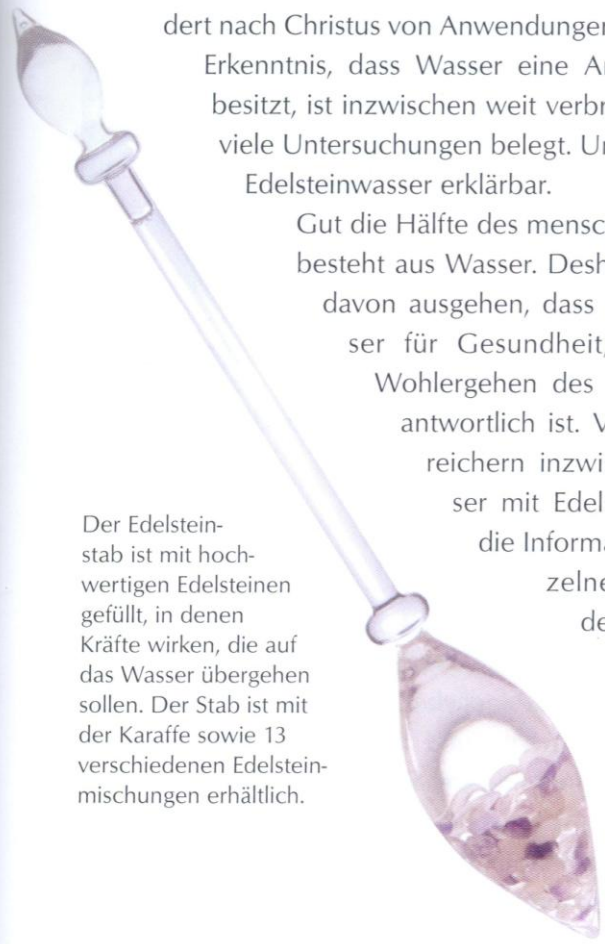 dert nach Christus von Anwendungen
Erkenntnis, dass Wasser eine
besitzt, ist inzwischen weit
viele Untersuchungen belegt.
Edelsteinwasser erklärbar.
Gut die Hälfte des
besteht aus Wasser.
davon ausgehen, dass
ser für Gesundheit,
Wohlergehen des
antwortlich ist.
reichern
ser mit
die
Der Edelstein-
stab ist mit hoch-
wertigen Edelsteinen
gefüllt, in denen
Kräfte wirken, die auf
das Wasser übergehen
sollen. Der Stab ist mit
der Karaffe sowie 13
verschiedenen Edelstein-
mischungen erhältlich.